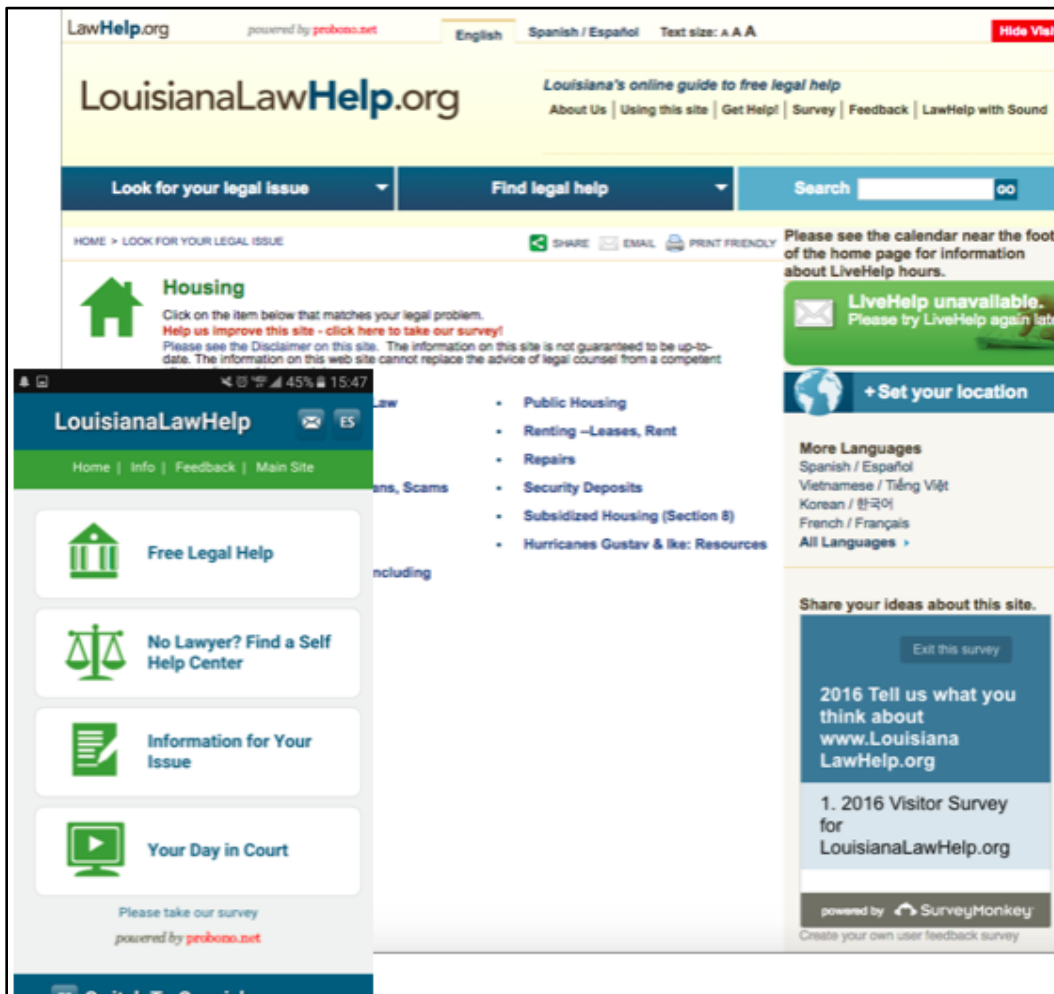 LawHelp.org powered by probono.net English Spanish / Español Text size: A A A
LouisianaLawHelp.org
Louisiana's online guide to free legal help
About Us | Using this site | Get Help! | Survey | Feedback | LawHelp with Sound
Look for your legal issue Find legal help Search GO
HOME > LOOK FOR YOUR LEGAL ISSUE SHARE EMAIL PRINT FRIENDLY
Housing
Click on the item below that matches your legal problem.
Help us improve this site - click here to take our survey!
Please see the Disclaimer on this site. The information on this site is not guaranteed to be up-to-
date. The information on this web site cannot replace the advice of legal counsel from a competent
Law
ans, Scams
ncluding
• Public Housing
• Renting --Leases, Rent
• Repairs
• Security Deposits
• Subsidized Housing (Section 8)
• Hurricanes Gustav & Ike: Resources
Hide Visi
Please see the calendar near the foot
of the home page for information
about LiveHelp hours.
LiveHelp unavailable.
Please try LiveHelp again late
+Set your location
More Languages
Spanish / Español
Vietnamese / Tiếng Việt
Korean / 한국어
French / Français
All Languages
Share your ideas about this site.
Exit this survey
2016 Tell us what you
think about
www.Louisiana
LawHelp.org
1. 2016 Visitor Survey
for
LouisianaLawHelp.org
powered by SurveyMonkey
Create your own user feedback survey
45% 15:47
LouisianaLawHelp ES
Home | Info | Feedback | Main Site
Free Legal Help
No Lawyer? Find a Self
Help Center
Information for Your
Issue
Your Day in Court
Please take our survey
powered by probono.net